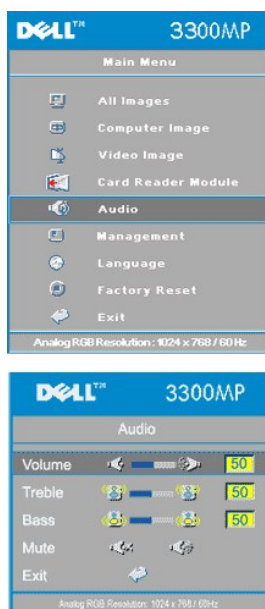 DELL™ 3300MP
Main Menu
All Images
Computer Image
Video Image
Card Reader Module
Audio
Management
Language
Factory Reset
Exit
Analog RGB Resolution : 1024 x 768 / 60 Hz
DELL™ 3300MP
Audio
Volume 50
Treble 50
Bass 50
Mute
Exit
Analog RGB Resolution: 1024 x 768 / 60Hz